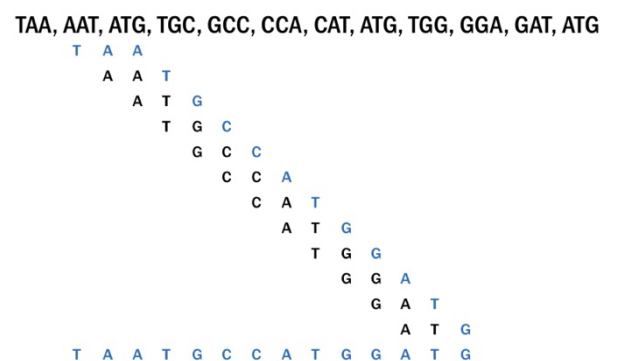 TAA, AAT, ATG, TGC, GCC, CCA, CAT, ATG, TGG, GGA, GAT, ATG
T A A
A A T
A T G
T G C
G C C
C C A
C A T
A T G
T G G
G G A
G A T
A T G
T A A T G C C A T G G A T G